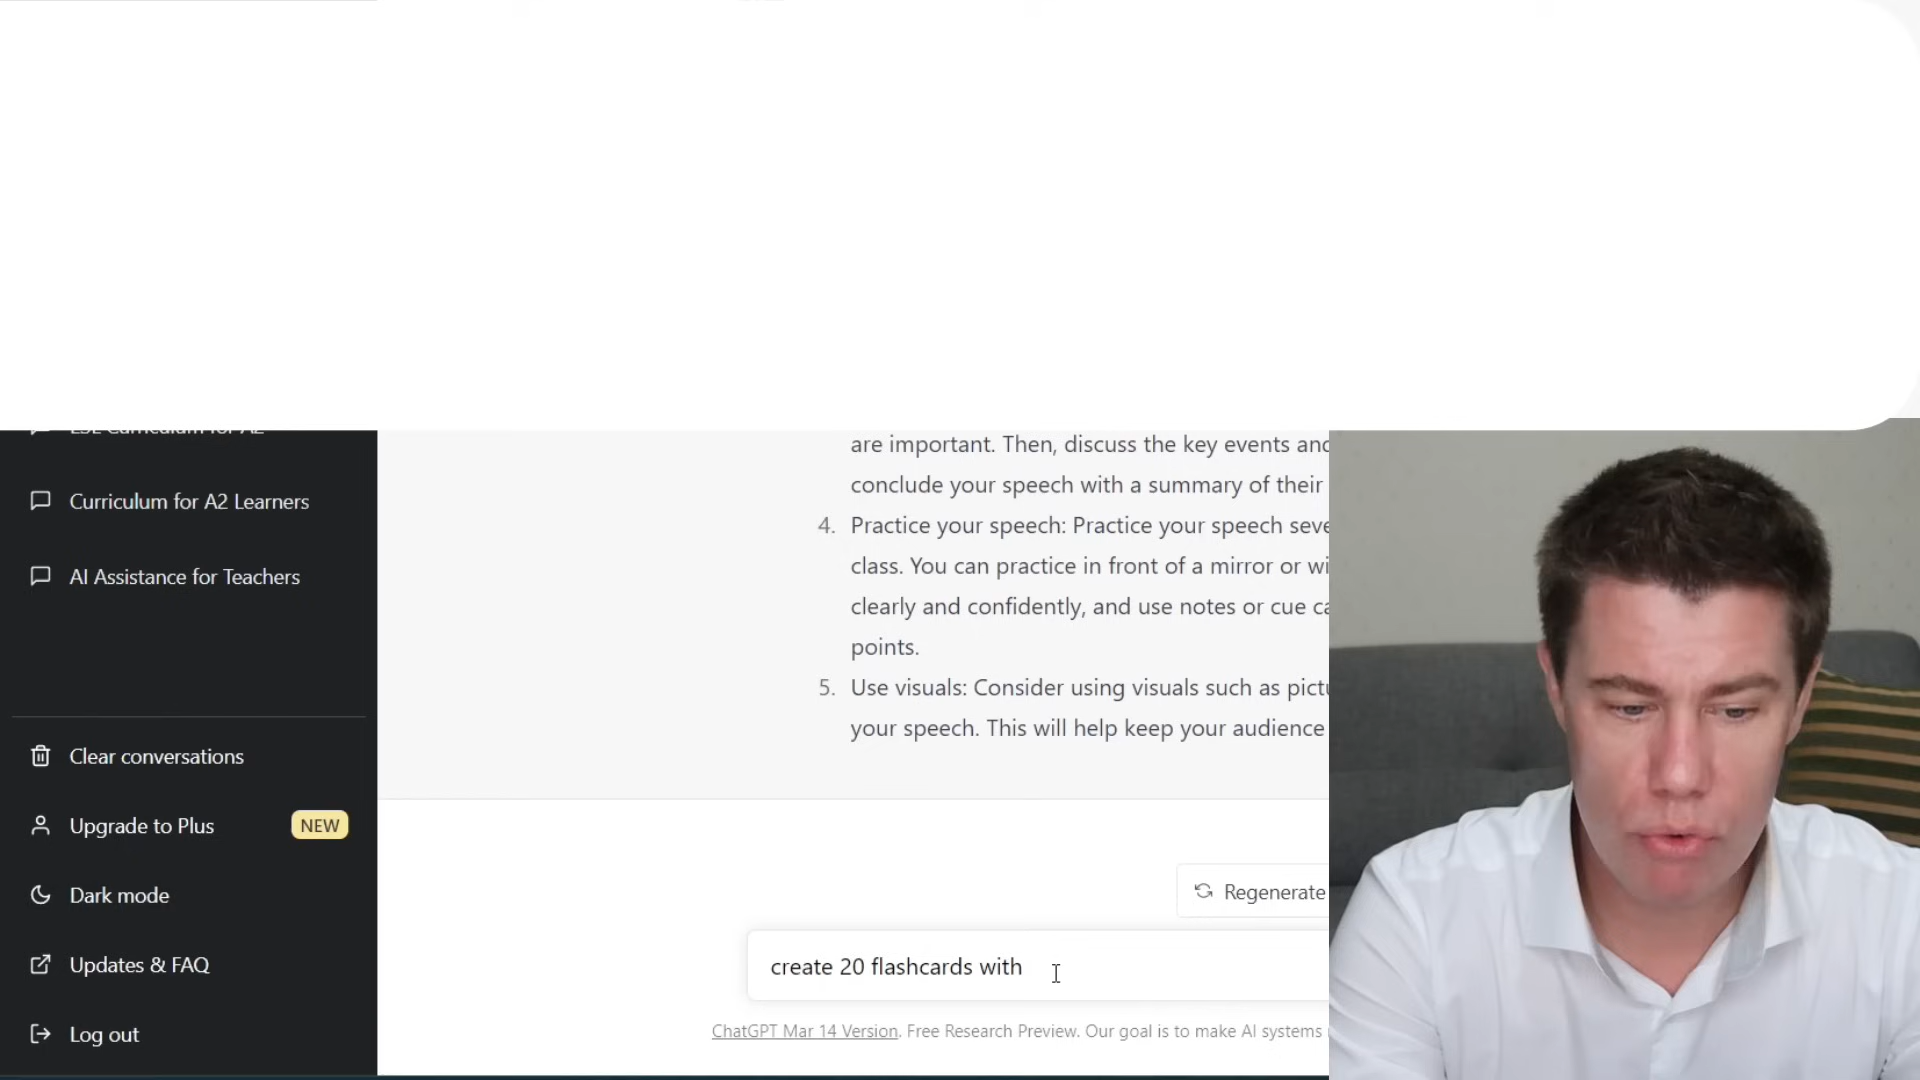 Curriculum for A2 Learners
AI Assistance for Teachers
Clear conversations
Upgrade to Plus NEW
Dark mode
Updates & FAQ
Log out
are important. Then, discuss the key events and
conclude your speech with a summary of their
4. Practice your speech: Practice your speech seve
class. You can practice in front of a mirror or wi
clearly and confidently, and use notes or cue ca
points.
5. Use visuals: Consider using visuals such as pictu
your speech. This will help keep your audience
Regenerate
create 20 flashcards with
ChatGPT Mar 14 Version. Free Research Preview. Our goal is to make AI systems